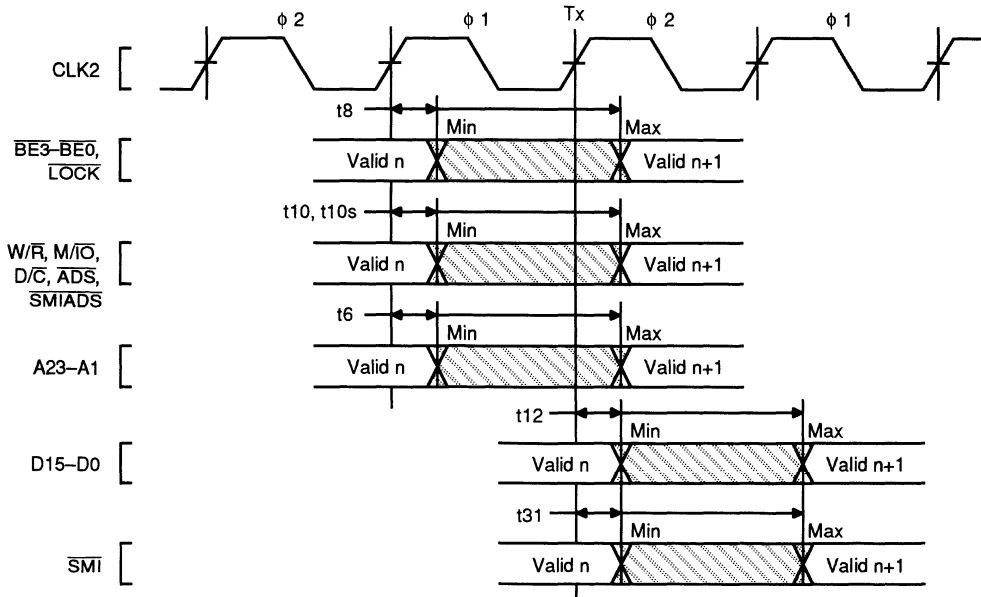 Tx
ϕ 2 ϕ 1 ϕ 2 ϕ 1
CLK2
t8
Min Max
BE3–BE0,
LOCK
Valid n Valid n+1
t10, t10s
Min Max
W/R, M/IO,
D/C, ADS,
SMIADS
Valid n Valid n+1
t6
Min Max
A23–A1
Valid n Valid n+1
t12
Min Max
D15–D0
Valid n Valid n+1
t31
Min Max
SMI
Valid n Valid n+1